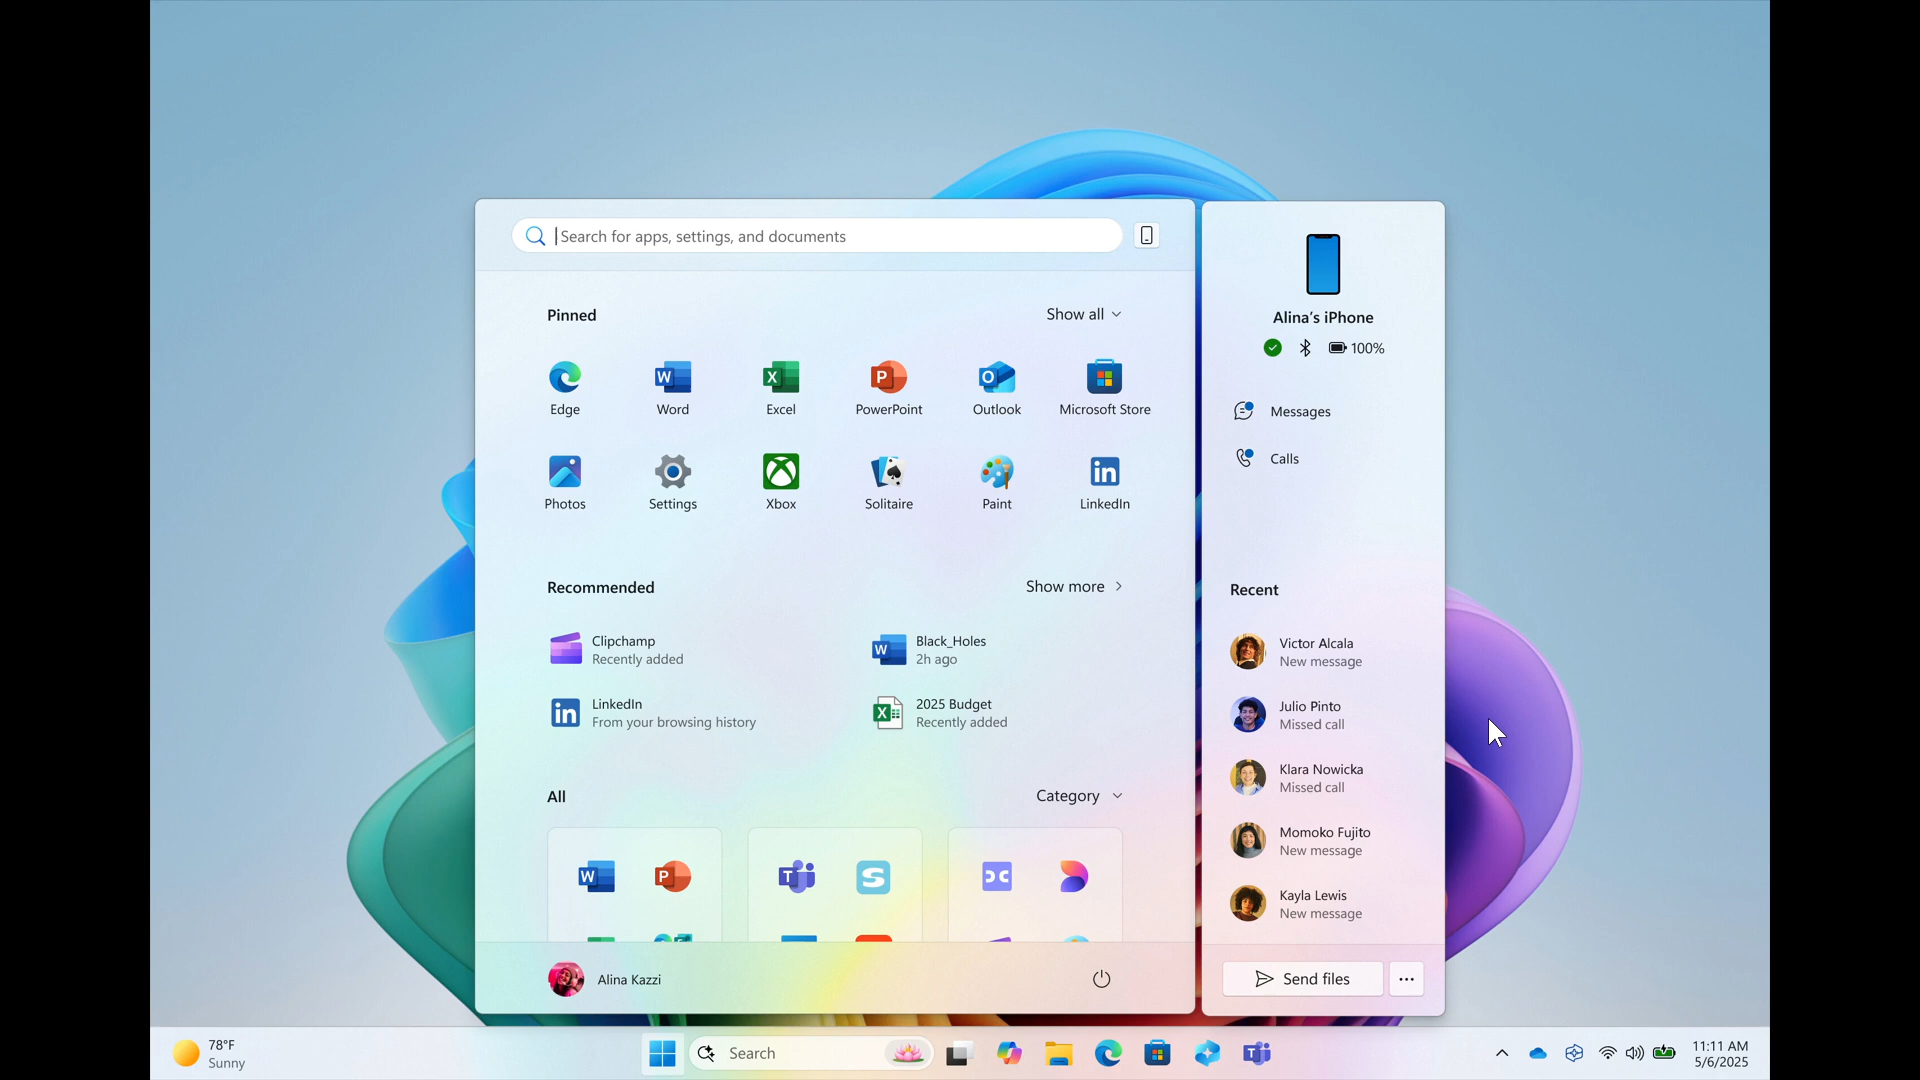 Search for apps, settings, and documents
Pinned
Show all
Edge
Word
Excel
PowerPoint
Outlook
Microsoft Store
Photos
Settings
Xbox
Solitaire
Paint
LinkedIn
Recommended
Show more
Clipchamp
Recently added
Black_Holes
2h ago
LinkedIn
From your browsing history
2025 Budget
Recently added
All
Category
Alina Kazzi
Alina's iPhone
100%
Messages
Calls
Recent
Victor Alcala
New message
Julio Pinto
Missed call
Klara Nowicka
Missed call
Momoko Fujito
New message
Kayla Lewis
New message
Send files
78°F
Sunny
Search
11:11 AM
5/6/2025